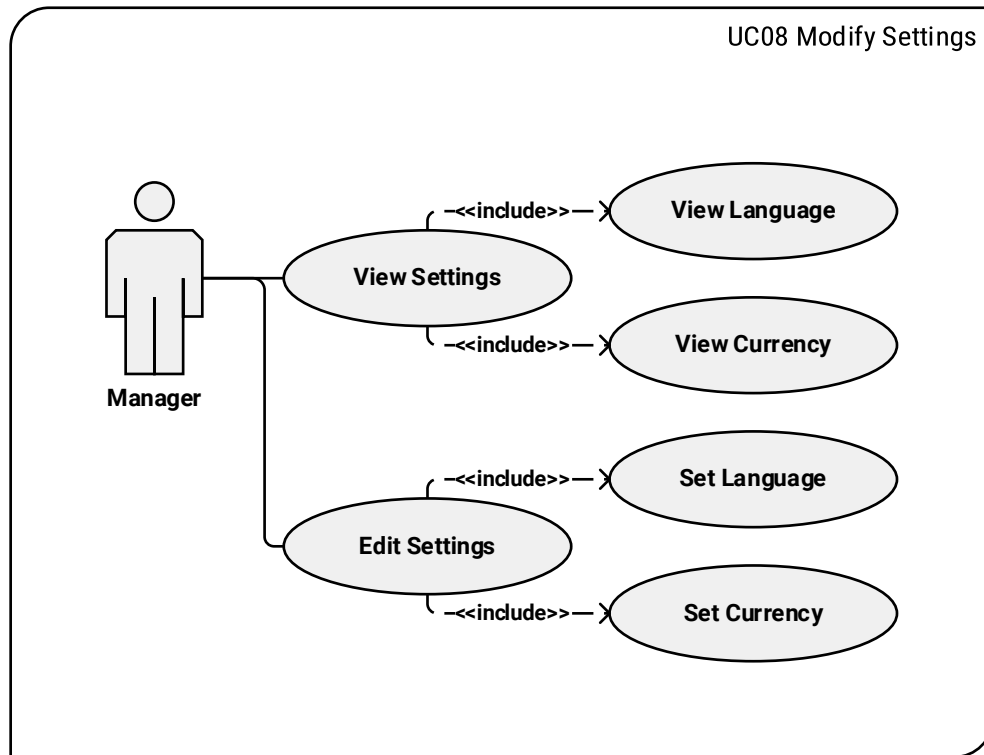 UC08 Modify Settings
<<include>>
View Language
View Settings
<<include>>
View Currency
Manager
<<include>>
Set Language
Edit Settings
<<include>>
Set Currency